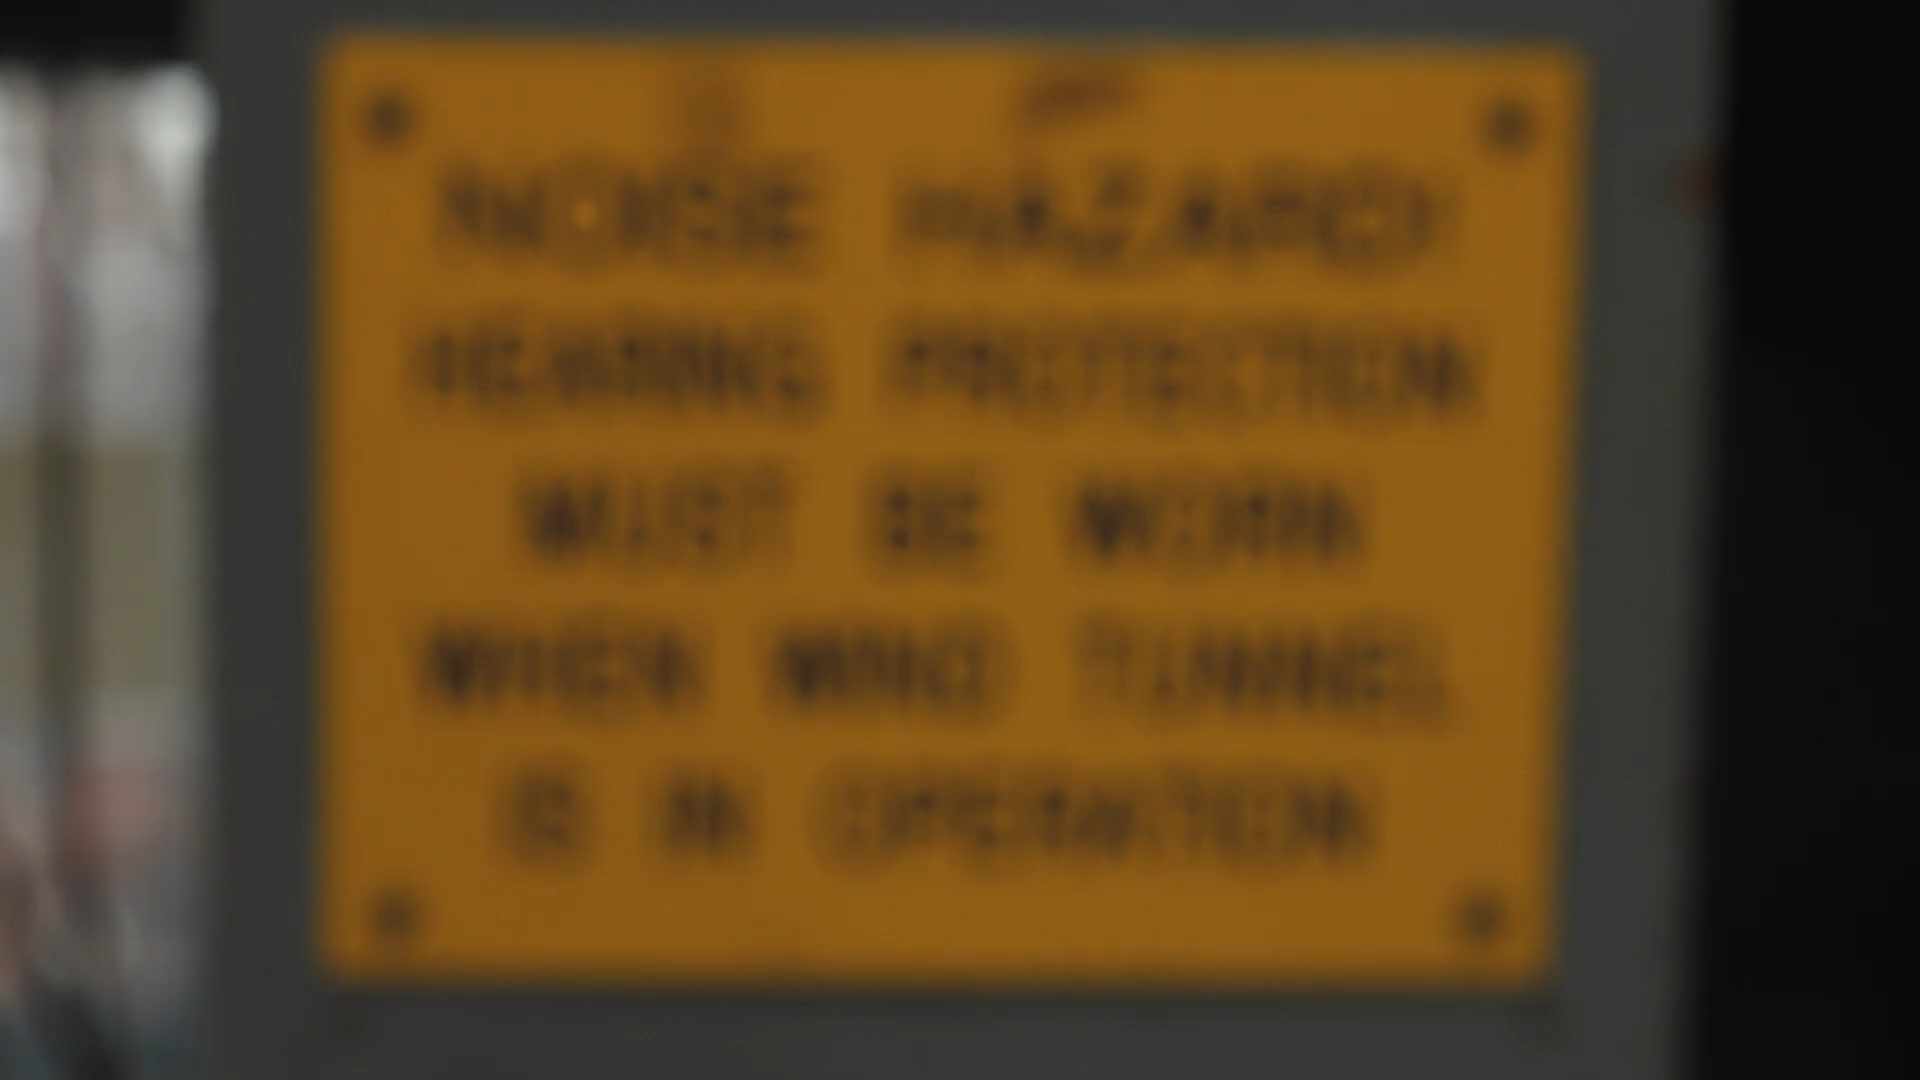 NOISE HAZARD
HEARING PROTECTION
MUST BE WORN
WHEN WIND TUNNEL
IS IN OPERATION